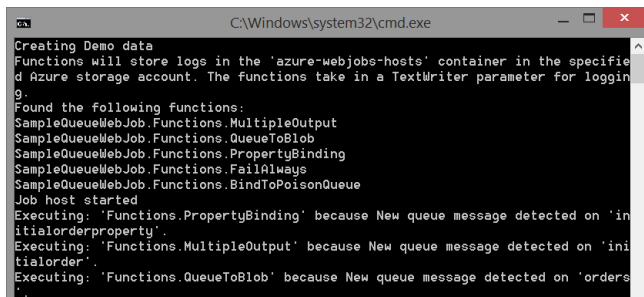 C:\Windows\system32\cmd.exe
Creating Demo data
Functions will store logs in the 'azure-webjobs-hosts' container in the specifie
d Azure storage account. The functions take in a TextWriter parameter for loggin
g.
Found the following functions:
SampleQueueWebJob.Functions.MultipleOutput
SampleQueueWebJob.Functions.QueueToBlob
SampleQueueWebJob.Functions.PropertyBinding
SampleQueueWebJob.Functions.FailAlways
SampleQueueWebJob.Functions.BindToPoisonQueue
Job host started
Executing: 'Functions.PropertyBinding' because New queue message detected on 'in
itialorderproperty'.
Executing: 'Functions.MultipleOutput' because New queue message detected on 'ini
tialorder'.
Executing: 'Functions.QueueToBlob' because New queue message detected on 'orders
'.